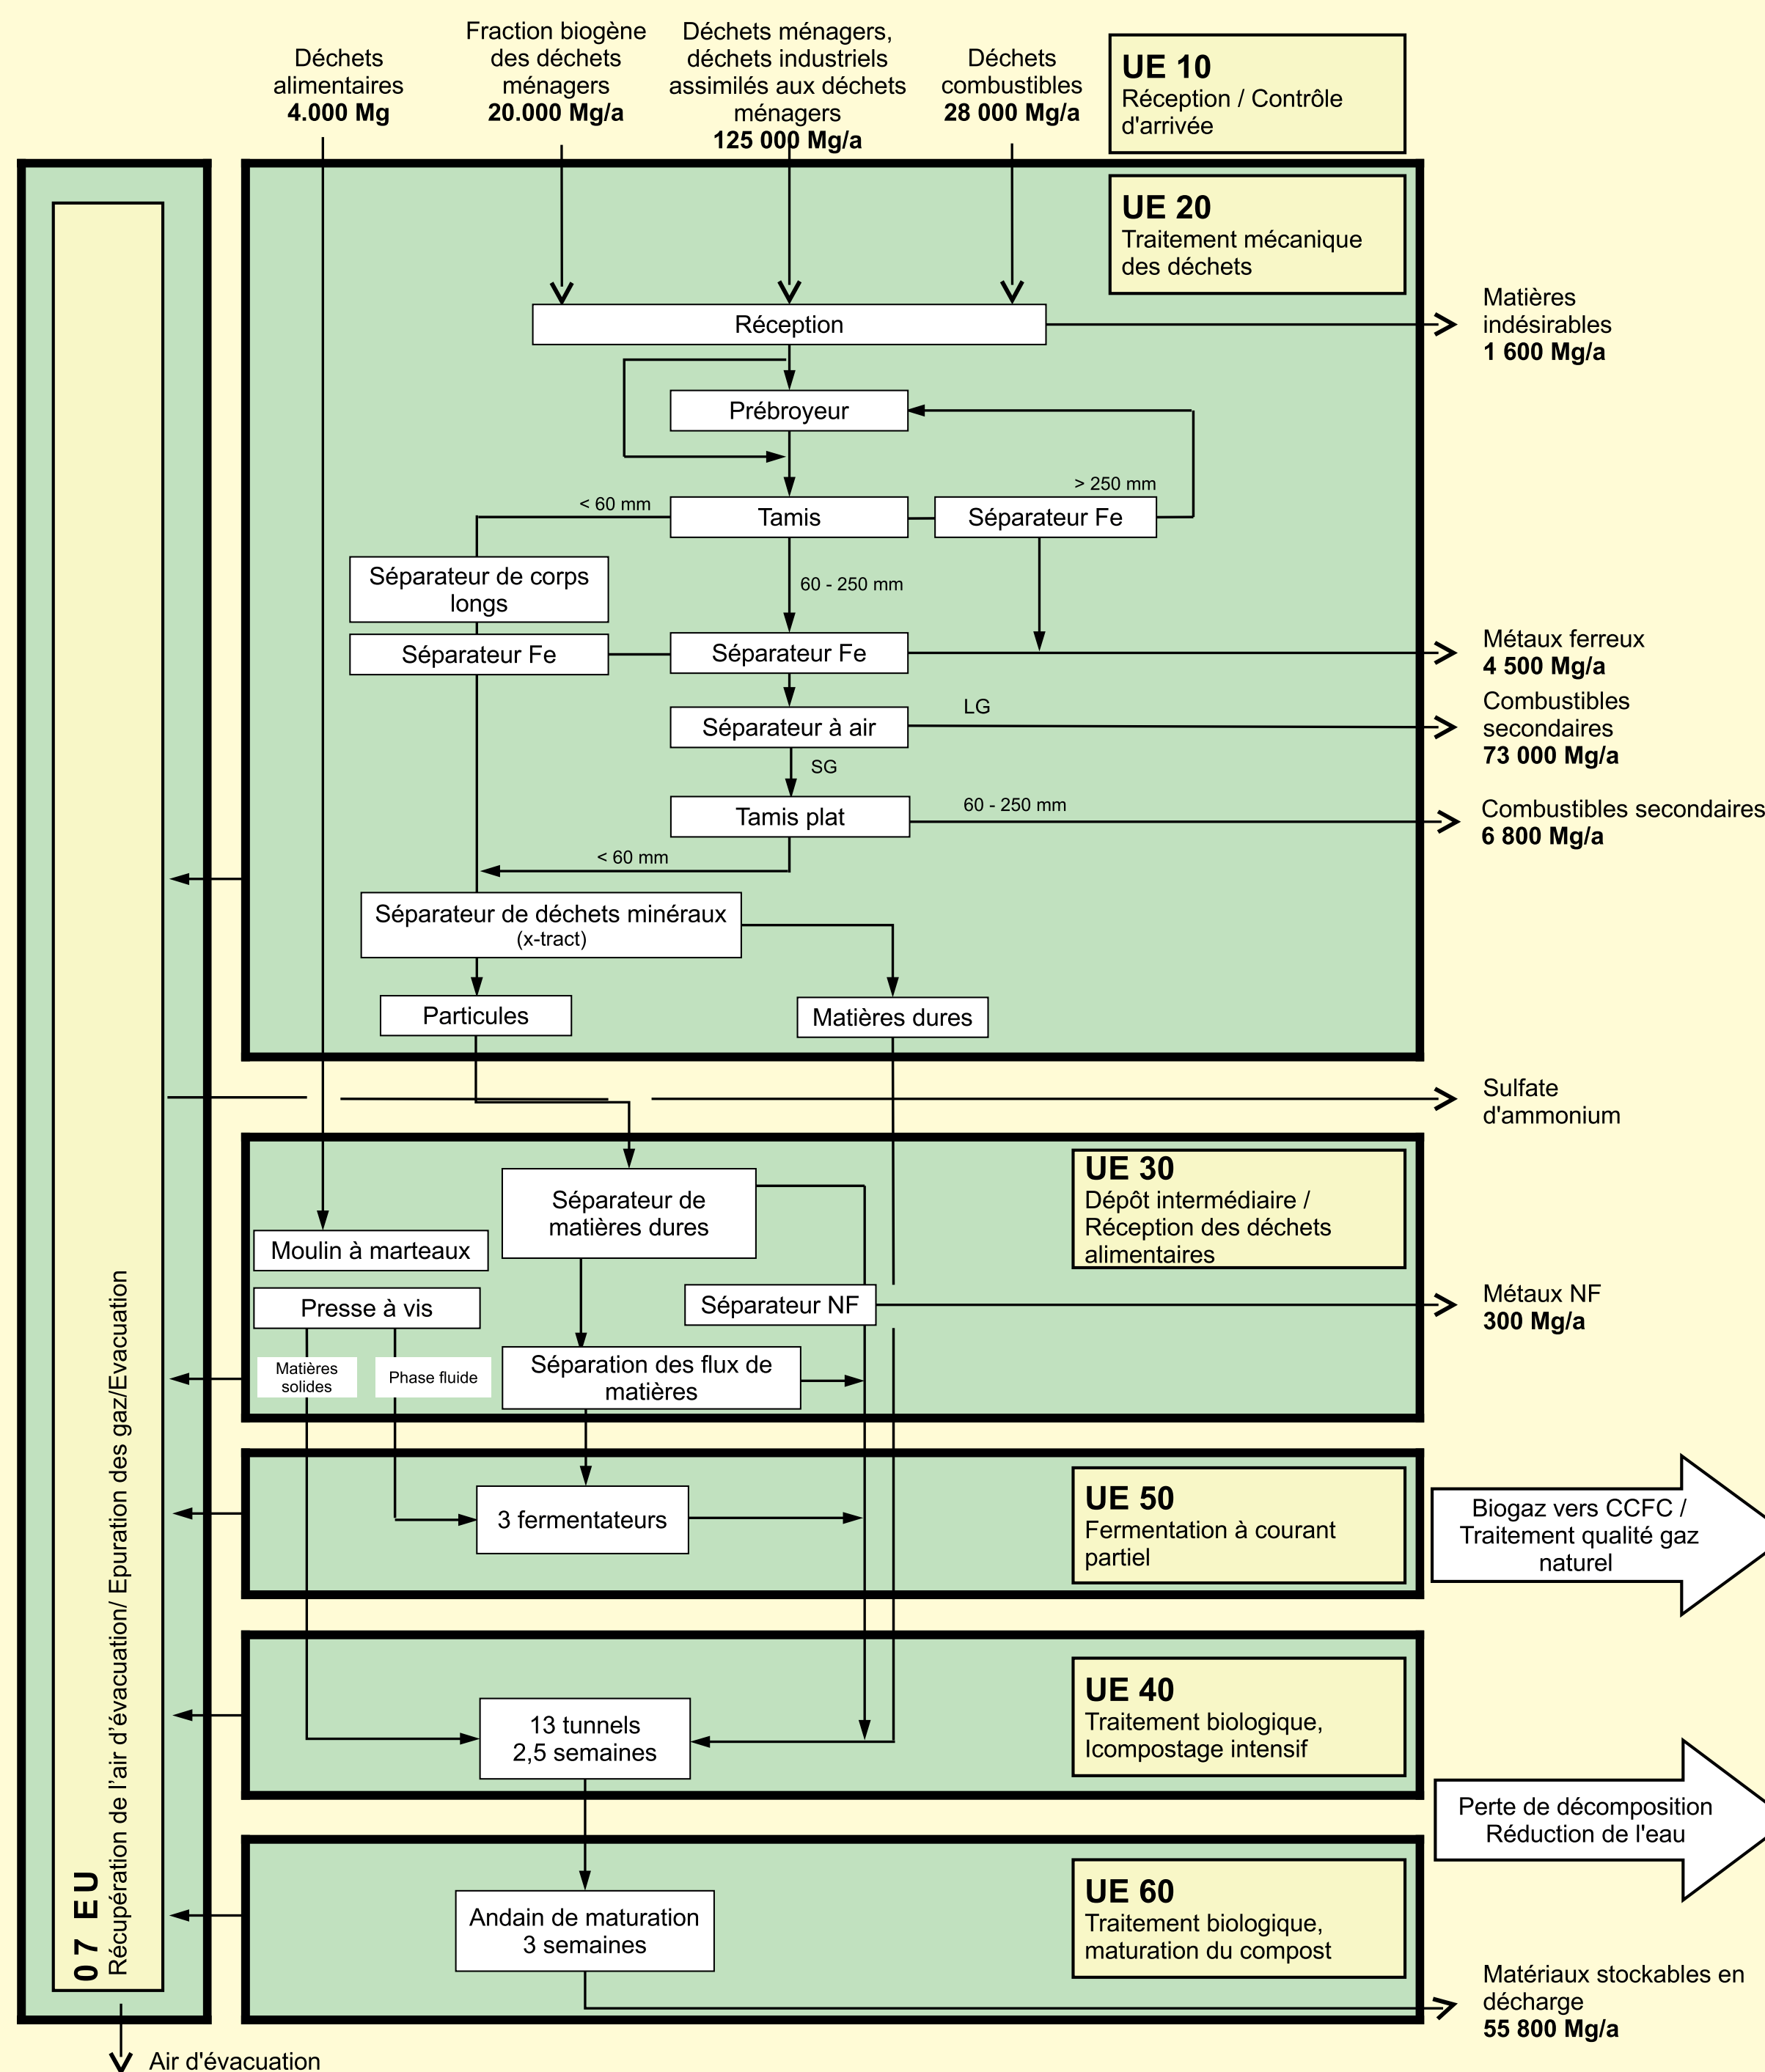 Déchets
alimentaires
4.000 Mg
Fraction biogène
des déchets
ménagers
20.000 Mg/a
Déchets ménagers,
déchets industriels
assimilés aux déchets
ménagers
125 000 Mg/a
Déchets
combustibles
28 000 Mg/a
UE 10
Réception / Contrôle
d'arrivée
UE 20
Traitement mécanique
des déchets
Réception
Matières
indésirables
1 600 Mg/a
Prébroyeur
> 250 mm
< 60 mm
Tamis
Séparateur Fe
Séparateur de corps
longs
60 - 250 mm
Séparateur Fe
Séparateur Fe
Métaux ferreux
4 500 Mg/a
Séparateur à air
LG
Combustibles
secondaires
73 000 Mg/a
SG
Tamis plat
60 - 250 mm
Combustibles secondaires
6 800 Mg/a
< 60 mm
Séparateur de déchets minéraux
(x-tract)
Particules
Matières dures
Sulfate
d'ammonium
UE 30
Dépôt intermédiaire /
Réception des déchets
alimentaires
Séparateur de
matières dures
Moulin à marteaux
Presse à vis
Séparateur NF
Métaux NF
300 Mg/a
Matières
solides
Phase fluide
Séparation des flux de
matières
UE 50
Fermentation à courant
partiel
3 fermentateurs
Biogaz vers CCFC /
Traitement qualité gaz
naturel
UE 40
Traitement biologique,
Icompostage intensif
13 tunnels
2,5 semaines
Perte de décomposition
Réduction de l'eau
UE 60
Traitement biologique,
maturation du compost
Andain de maturation
3 semaines
Matériaux stockables en
décharge
55 800 Mg/a
07 EU
Récupération de l'air d'évacuation/ Epuration des gaz/Evacuation
Air d'évacuation